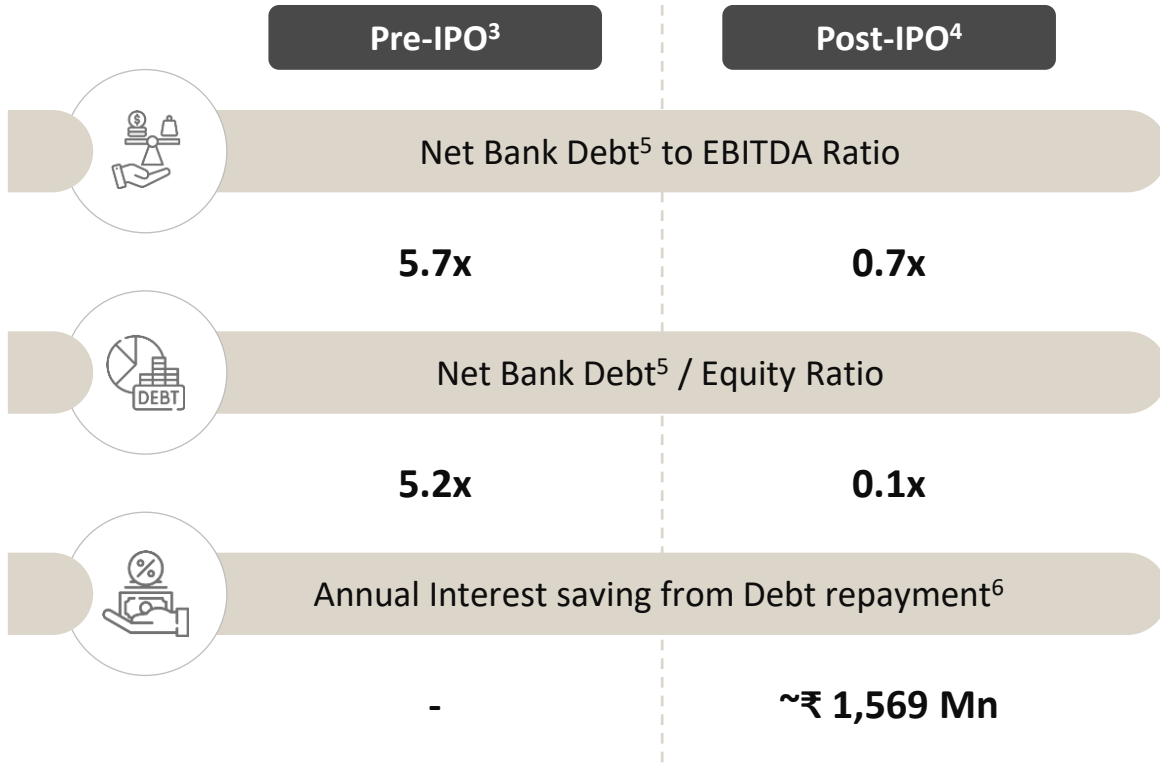 Pre-IPO³ Post-IPO⁴
$
Net Bank Debt⁵ to EBITDA Ratio
5.7x 0.7x
DEBT
Net Bank Debt⁵ / Equity Ratio
5.2x 0.1x
%
Annual Interest saving from Debt repayment⁶
- ~₹ 1,569 Mn